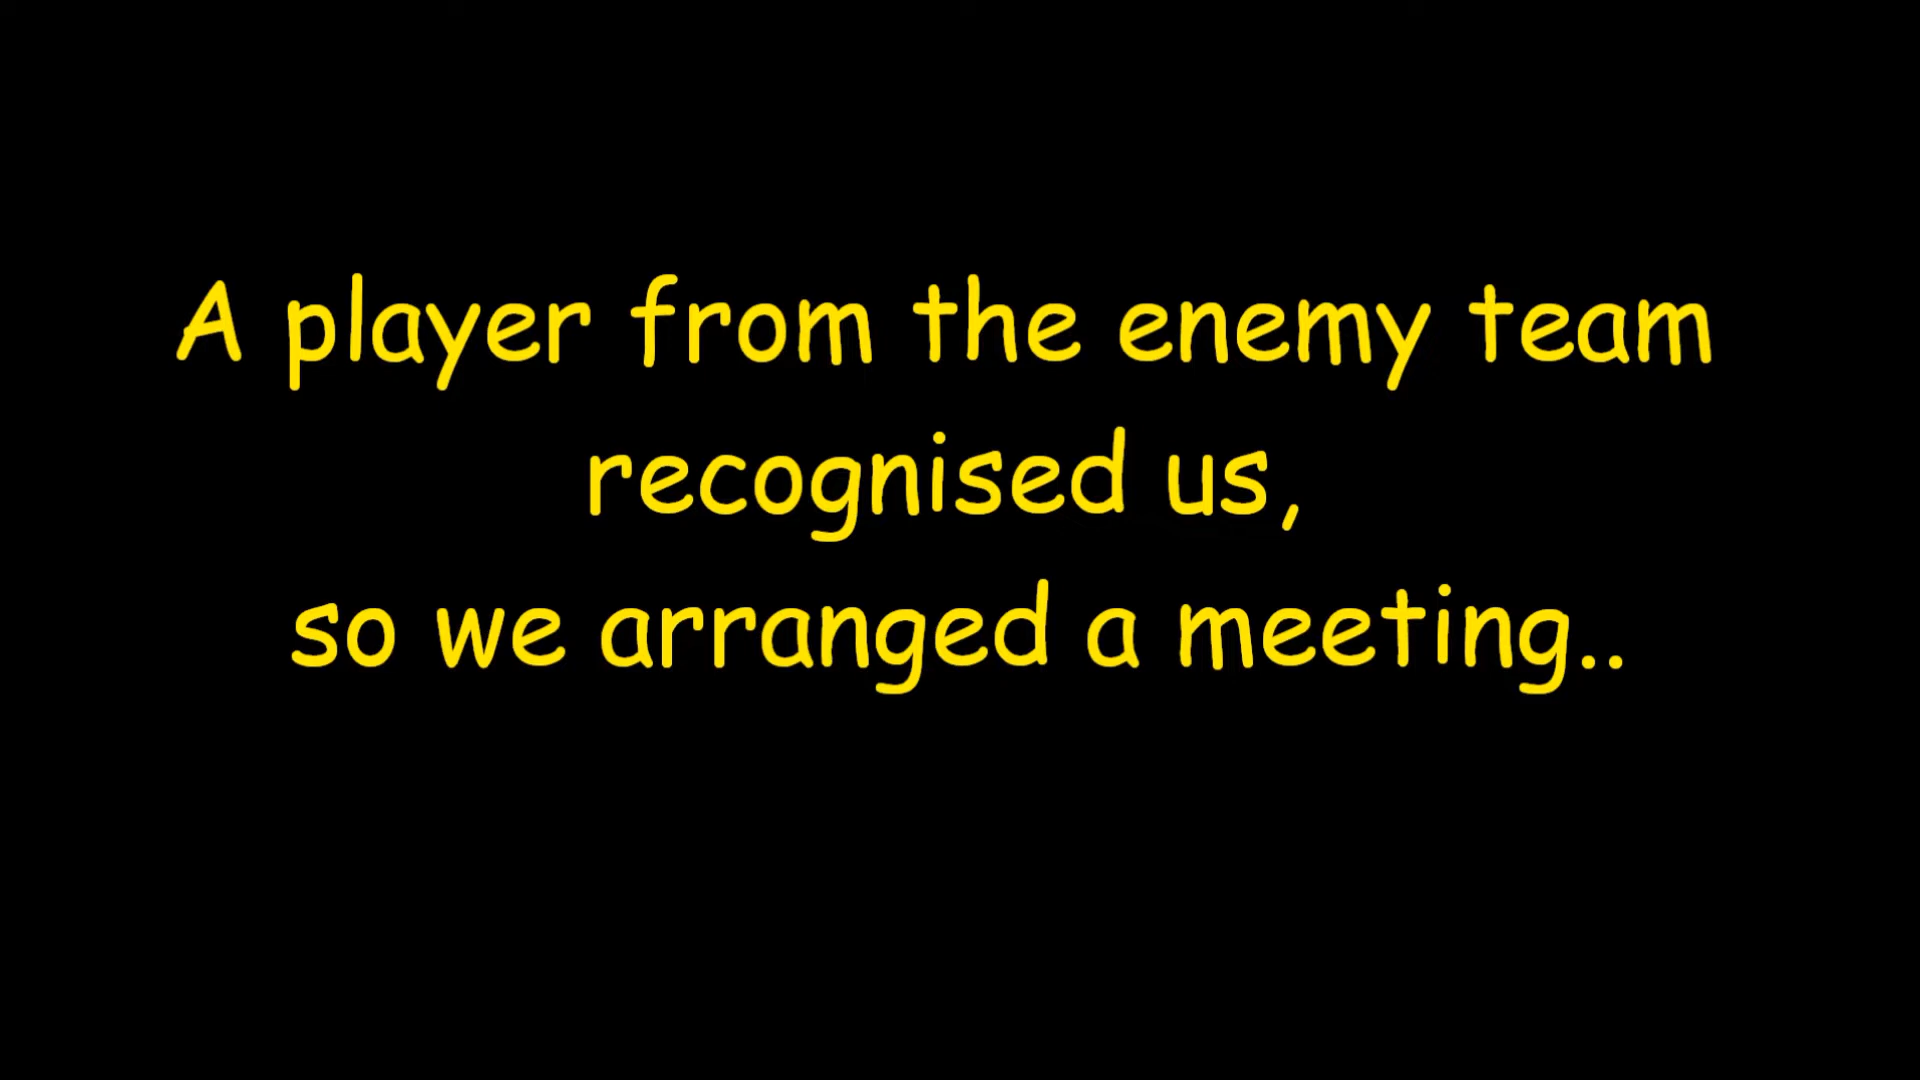 A player from the enemy team
recognised us,
so we arranged a meeting..